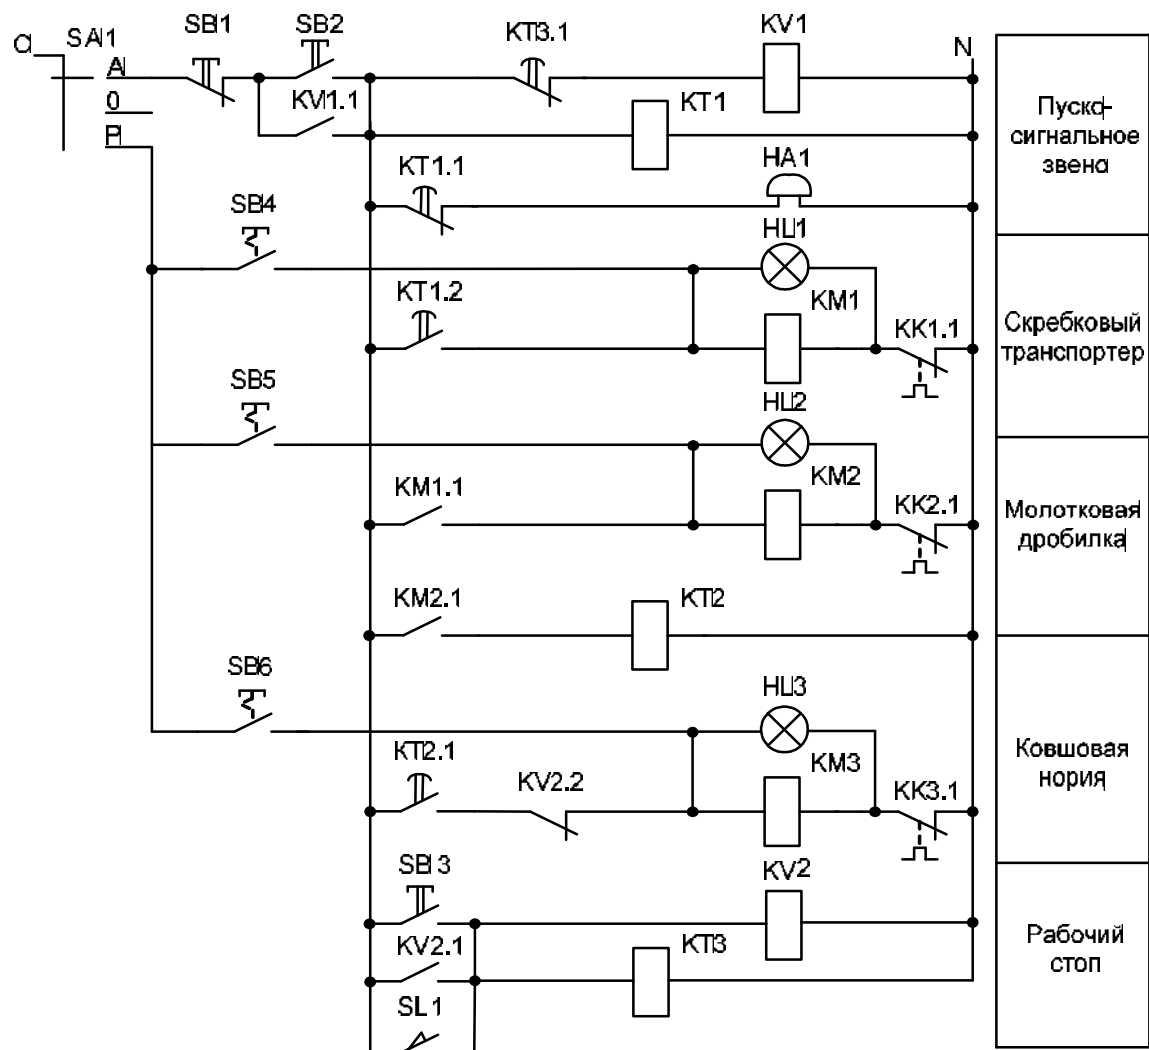 SB1
SB2
KT3.1
KV1
N
C
SA1
A
KV1.1
KT1
0
P
Пуско-
сигнальное
звено
KT1.1
HA1
SB4
HL1
KT1.2
KM1
KK1.1
Скребковый
транспортер
SB5
HL2
KM2
KM1.1
KK2.1
Молотковая
дробилка
KM2.1
KT2
SB6
HL3
KT2.1
KV2.2
KM3
KK3.1
Ковшовая
нория
SB3
KV2
KV2.1
KT3
Рабочий
стоп
SL1